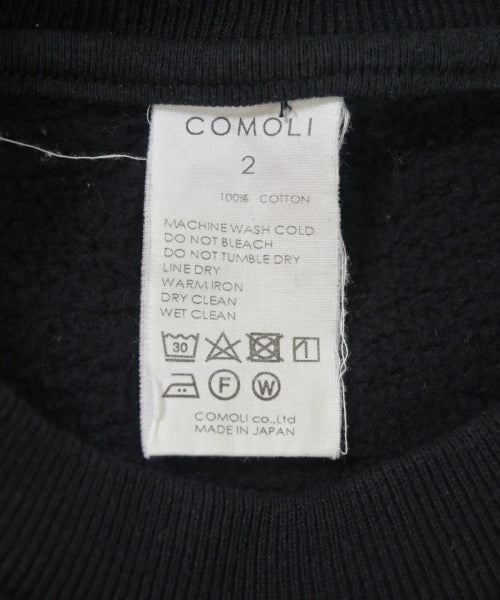 COMOLI
2
100% COTTON
MACHINE WASH COLD
DO NOT BLEACH
DO NOT TUMBLE DRY
LINE DRY
WARM IRON
DRY CLEAN
WET CLEAN
30
F W
COMOLI co.,Ltd
MADE IN JAPAN